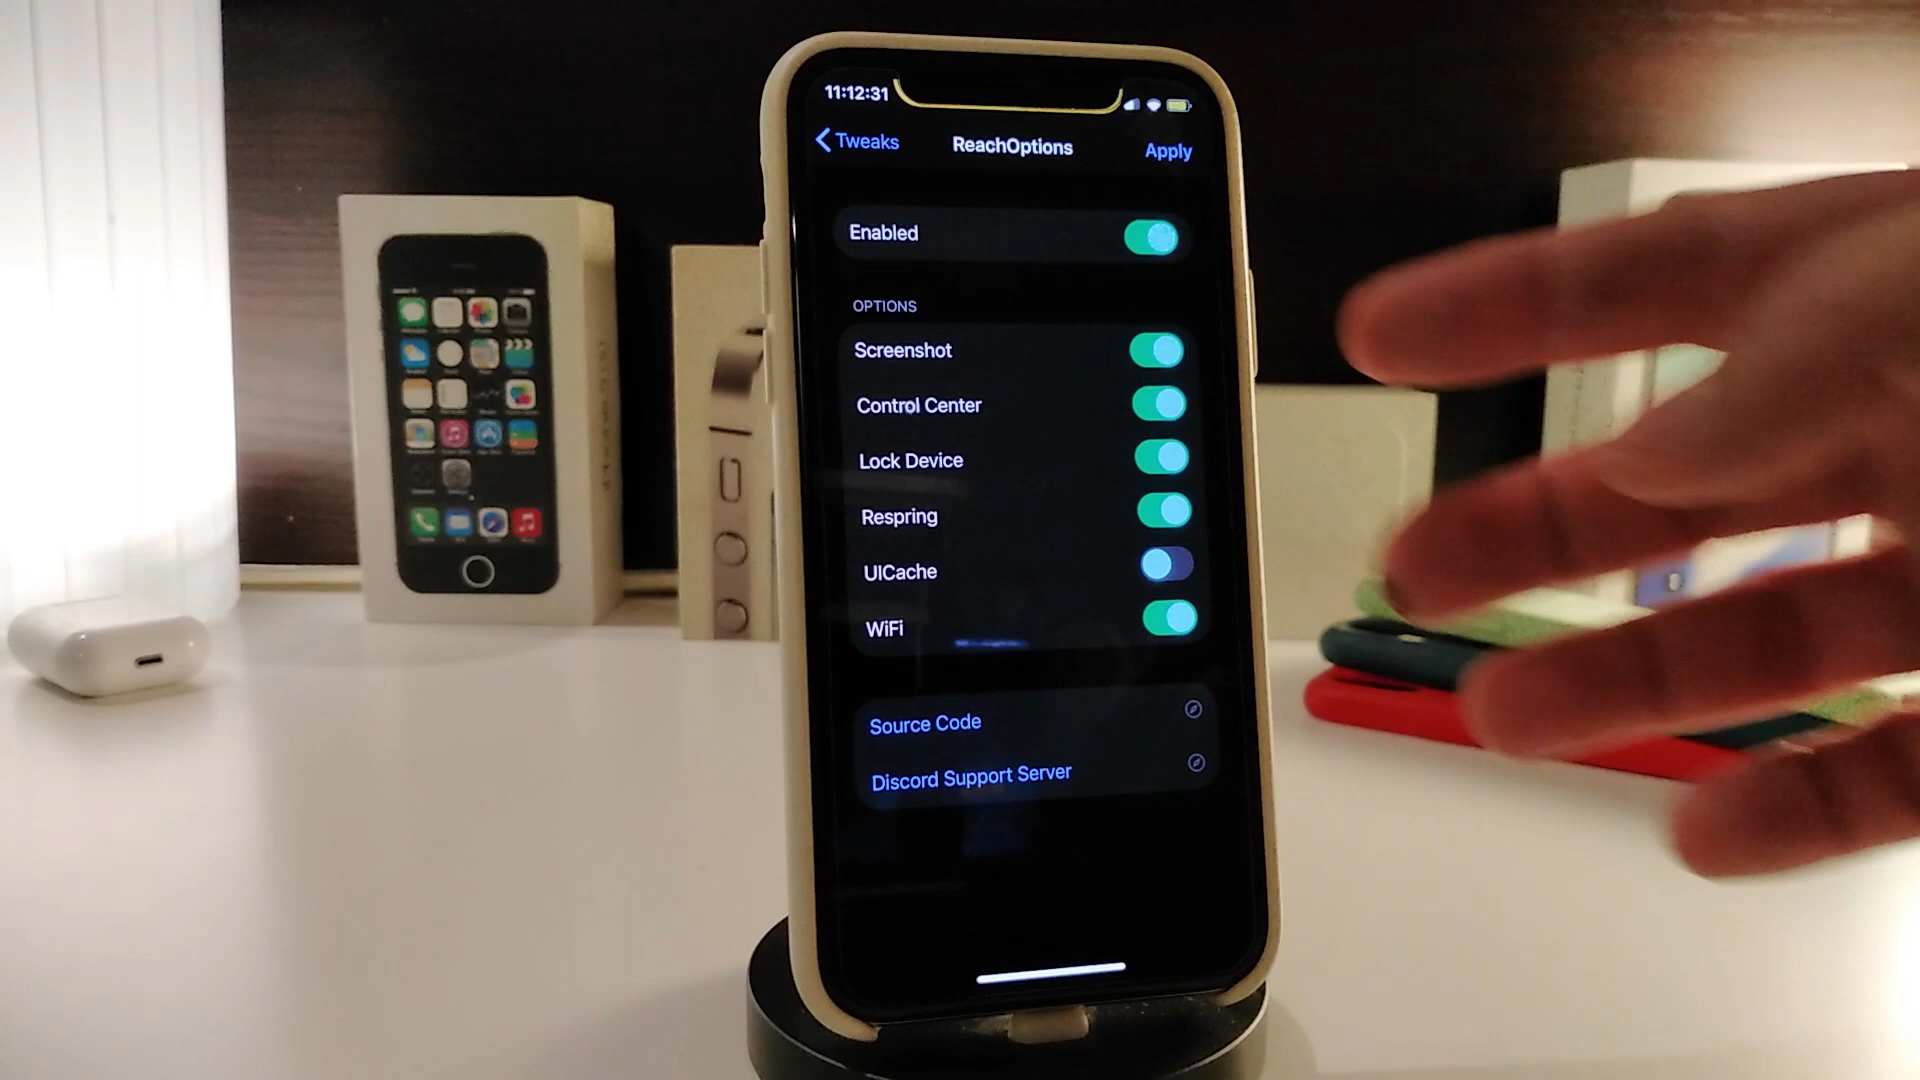 11:12:31
Tweaks
ReachOptions
Apply
Enabled
OPTIONS
Screenshot
Control Center
Lock Device
Respring
UICache
WiFi
Source Code
Discord Support Server